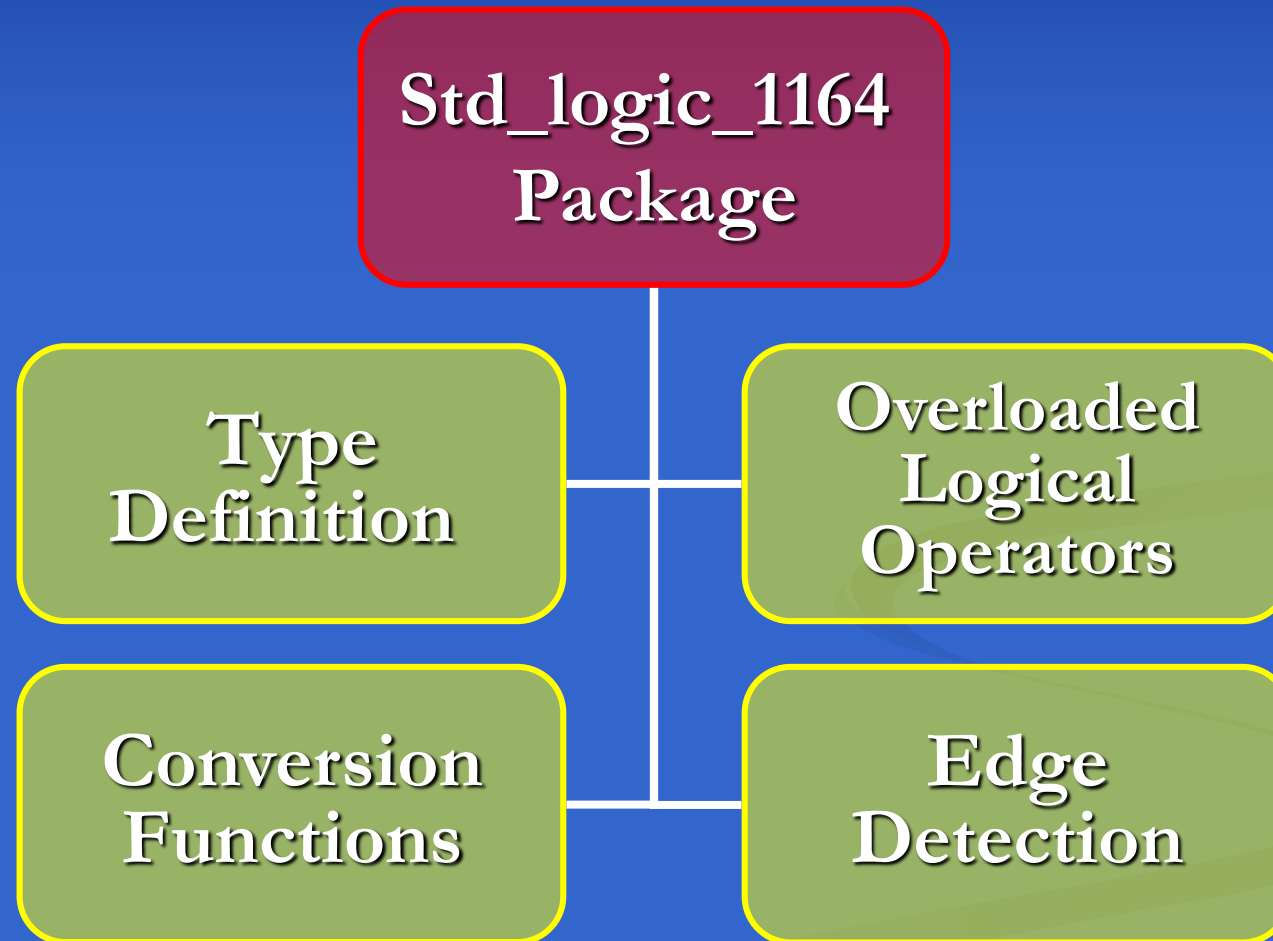 Std_logic_1164
Package
Type
Definition
Overloaded
Logical
Operators
Conversion
Functions
Edge
Detection